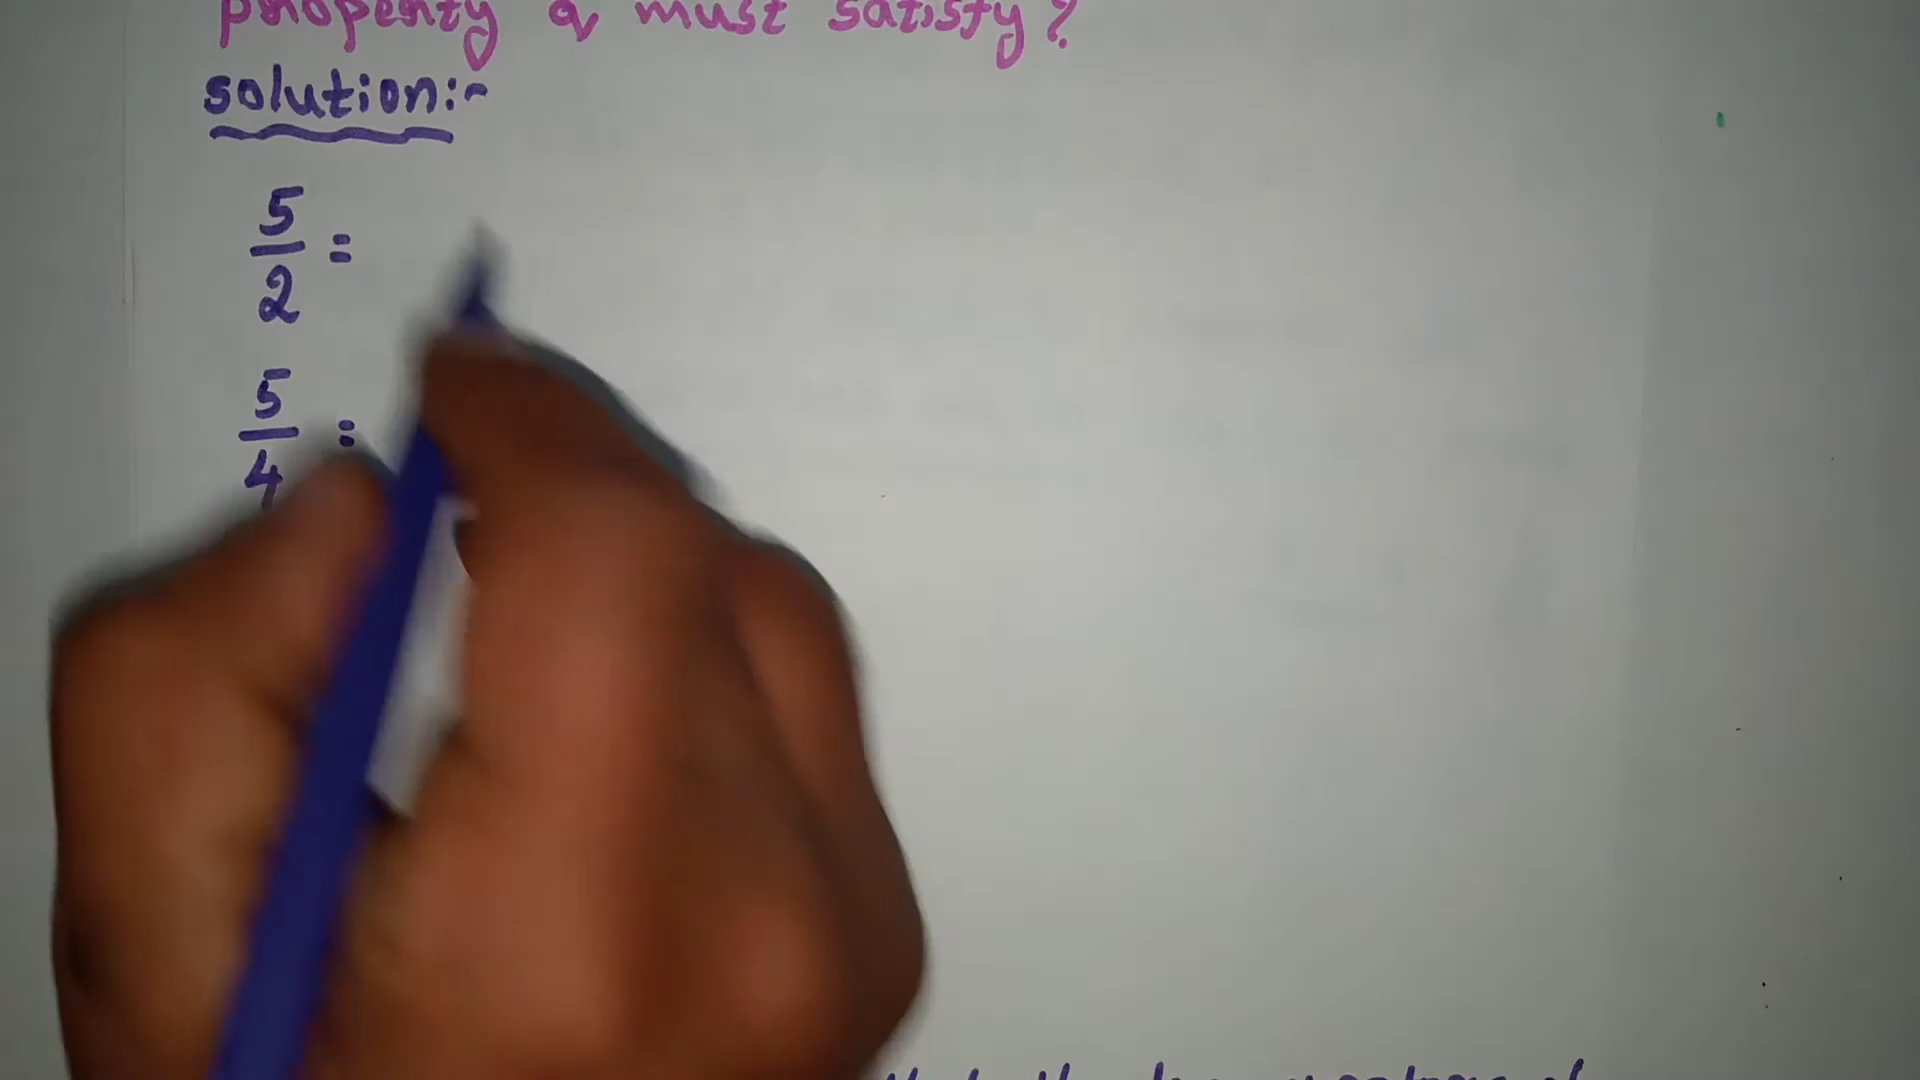 property q must satisfy?
solution:-
5/2 =
5/4 =